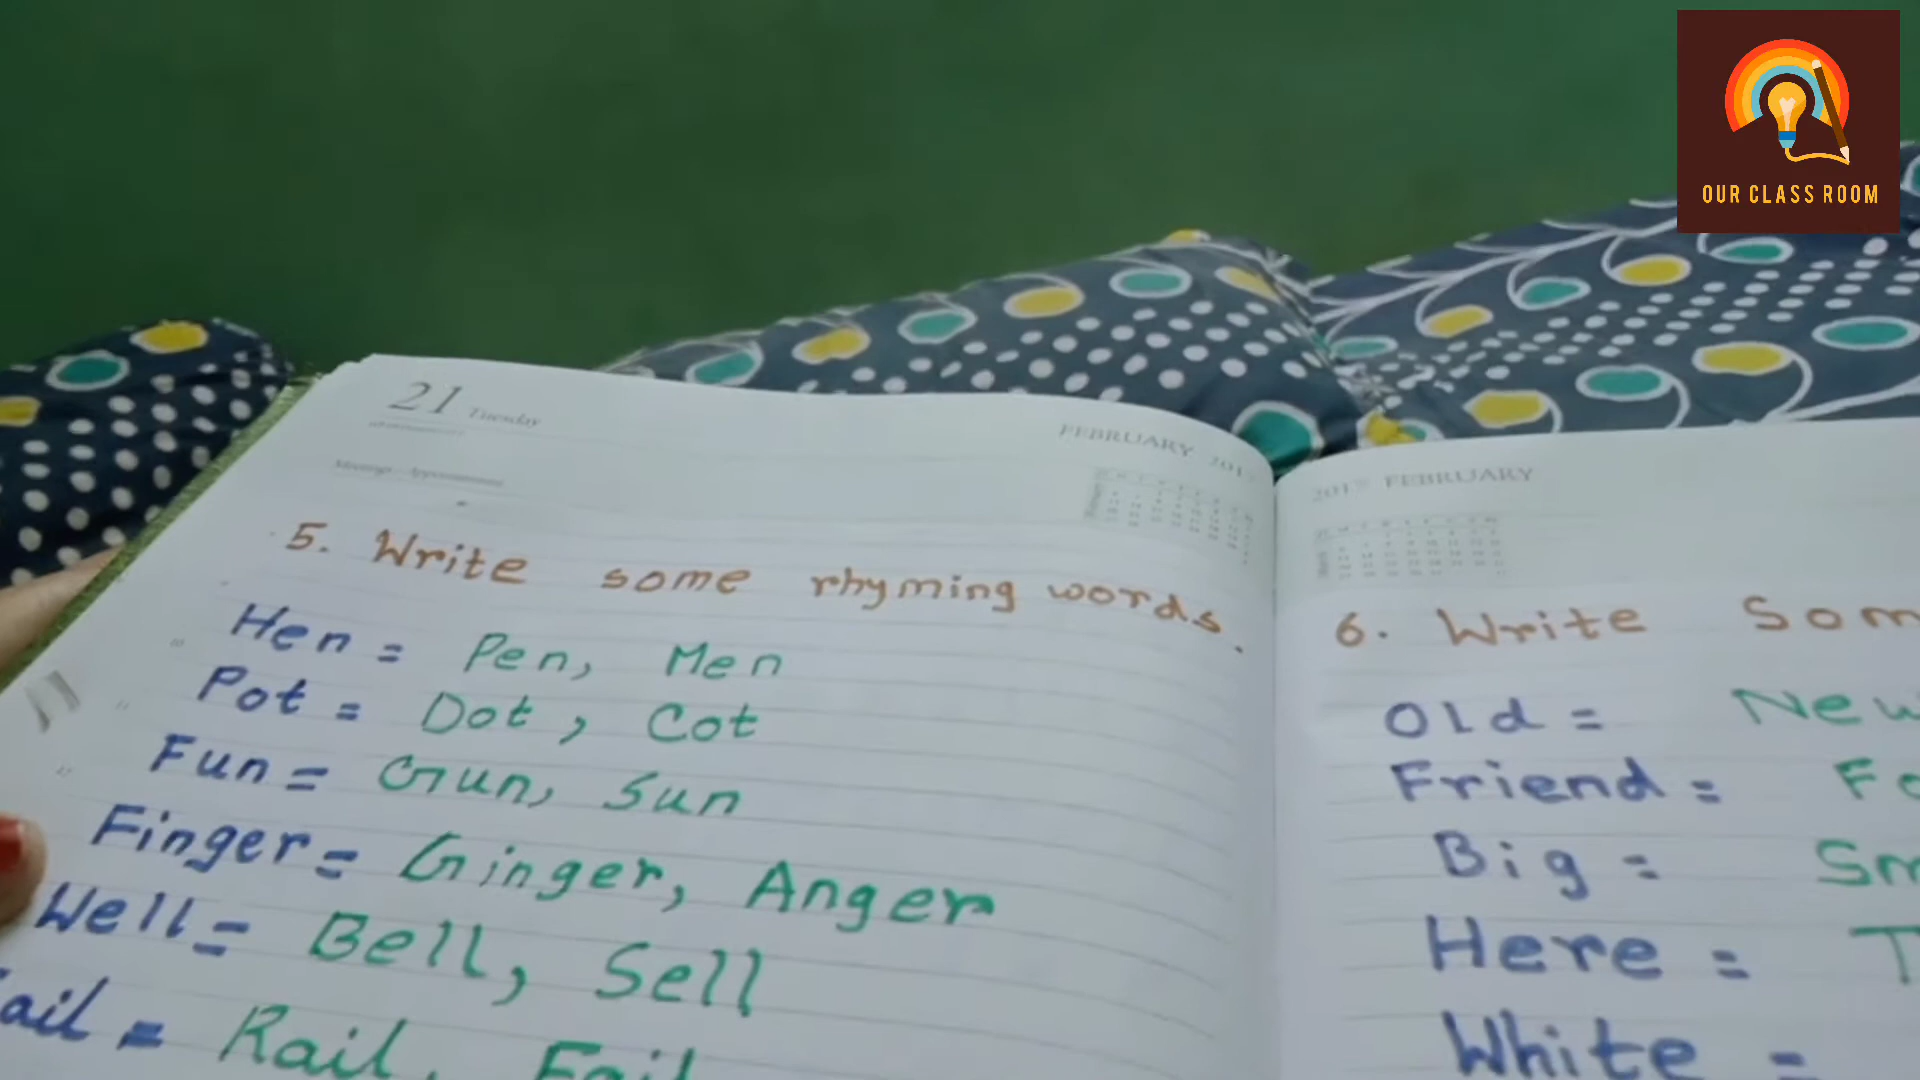 OUR CLASS ROOM
21 Tuesday
FEBRUARY
5. Write some rhyming words.
Hen = Pen, Men
Pot = Dot, Cot
Fun = Gun, Sun
Finger = Ginger, Anger
Well = Bell, Sell
Rail,
FEBRUARY
6. Write
Old = New
Friend =
Big =
Here =
White =